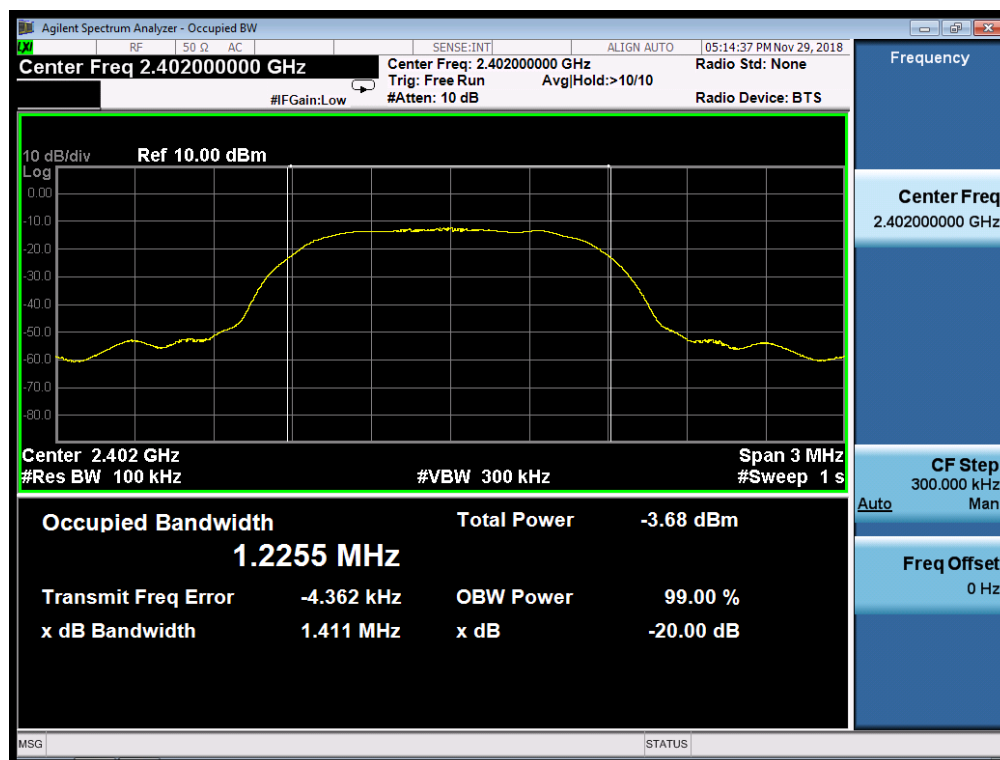 Agilent Spectrum Analyzer - Occupied BW
LXI RF 50 Ω AC SENSE:INT ALIGN AUTO 05:14:37 PM Nov 29, 2018
Center Freq 2.402000000 GHz
Center Freq: 2.402000000 GHz Radio Std: None
Trig: Free Run Avg|Hold:>10/10
#IFGain:Low #Atten: 10 dB Radio Device: BTS
10 dB/div Ref 10.00 dBm
Log
0.00
-10.0
-20.0
-30.0
-40.0
-50.0
-60.0
-70.0
-80.0
Center 2.402 GHz Span 3 MHz
#Res BW 100 kHz #VBW 300 kHz #Sweep 1 s
Occupied Bandwidth Total Power -3.68 dBm
1.2255 MHz
Transmit Freq Error -4.362 kHz OBW Power 99.00 %
x dB Bandwidth 1.411 MHz x dB -20.00 dB
MSG STATUS
Frequency
Center Freq
2.402000000 GHz
CF Step
300.000 kHz
Auto Man
Freq Offset
0 Hz